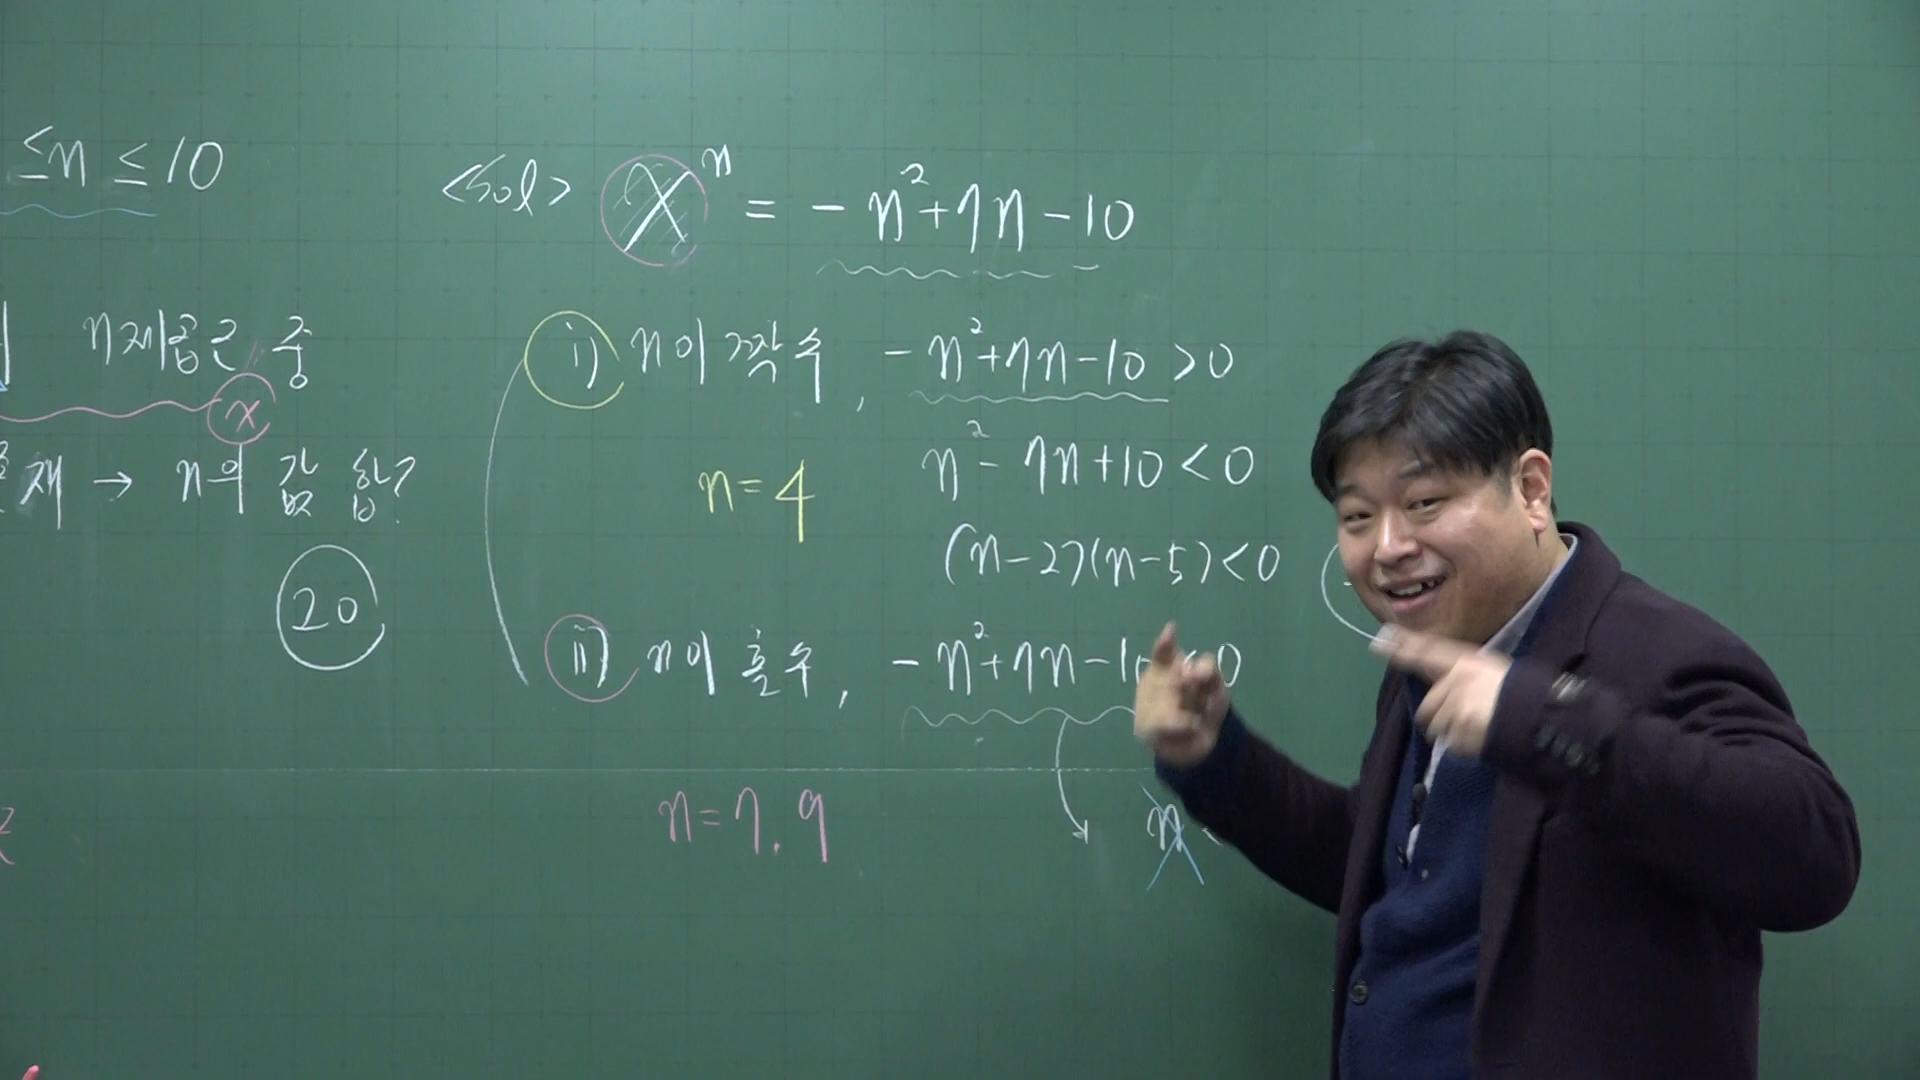 ≤n ≤ 10
n제곱근 중
x
재 → n의 값 합?
20
<Sol> x^n = -n²+7n-10
i) n이 짝수, -n²+7n-10>0
n=4
n²-7n+10<0
(n-2)(n-5)<0
ii) n이 홀수, -n²+7n-10<0
n=7.9
n